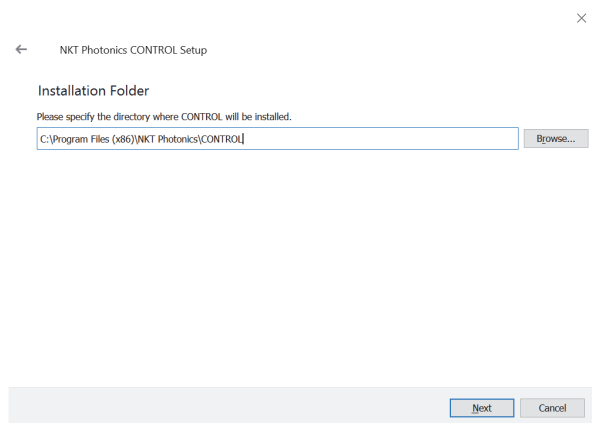 NKT Photonics CONTROL Setup
Installation Folder
Please specify the directory where CONTROL will be installed.
C:\Program Files (x86)\NKT Photonics\CONTROL
Browse...
Next
Cancel